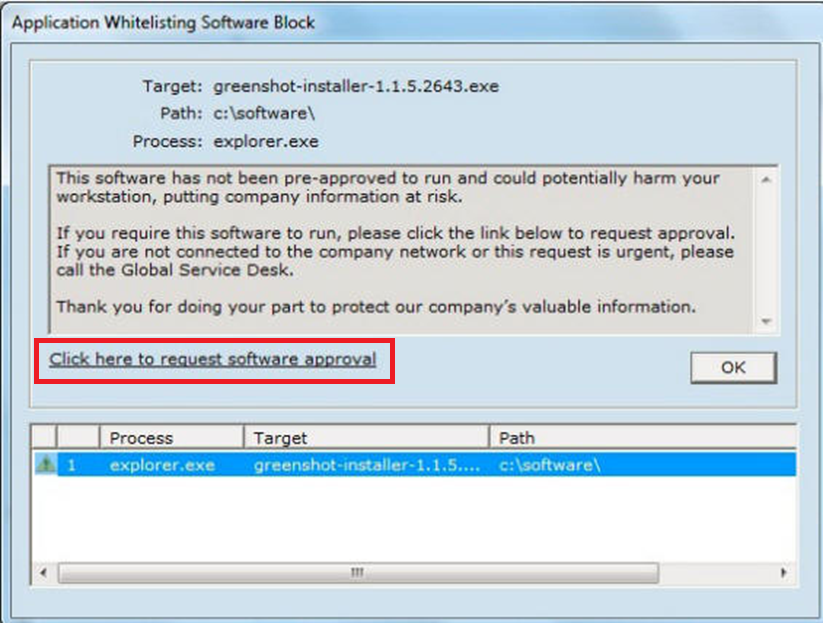 Application Whitelisting Software Block
Target: greenshot-installer-1.1.5.2643.exe
Path: c:\software\
Process: explorer.exe
This software has not been pre-approved to run and could potentially harm your
workstation, putting company information at risk.
If you require this software to run, please click the link below to request approval.
If you are not connected to the company network or this request is urgent, please
call the Global Service Desk.
Thank you for doing your part to protect our company's valuable information.
Click here to request software approval
OK
Process Target Path
1 explorer.exe greenshot-installer-1.1.5.... c:\software\